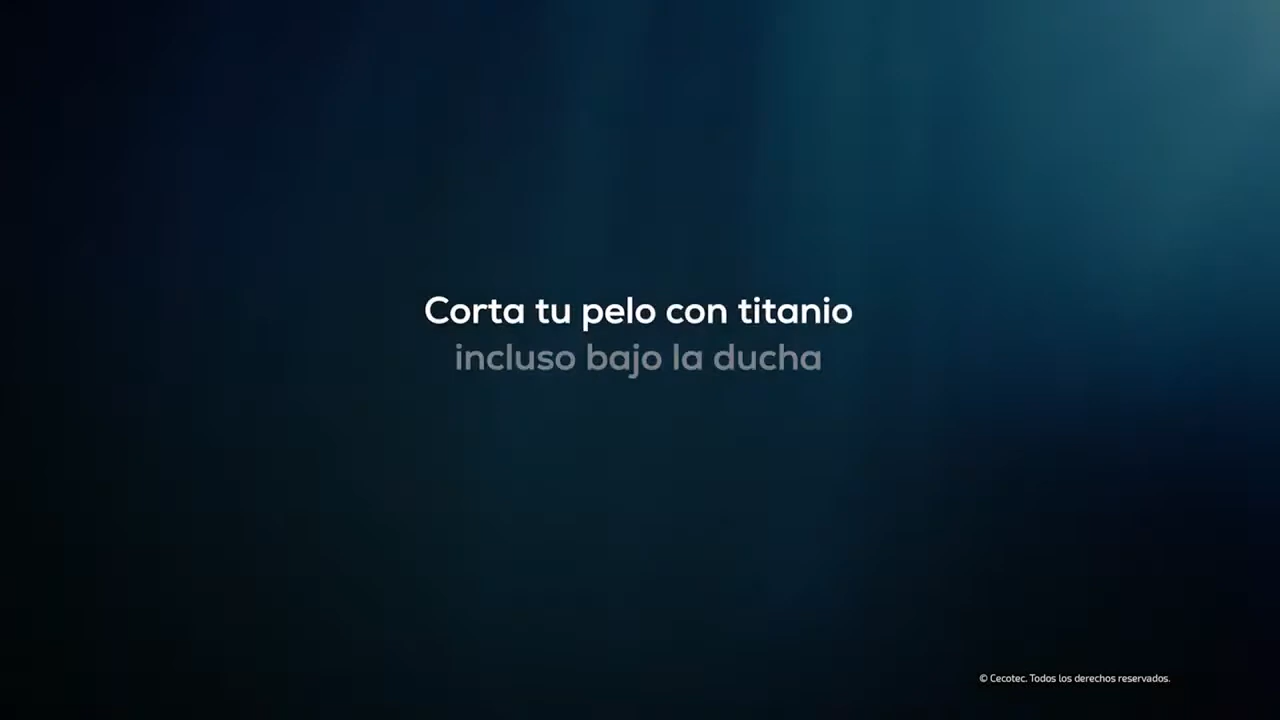 Corta tu pelo con titanio
incluso bajo la ducha
© Cecotec. Todos los derechos reservados.